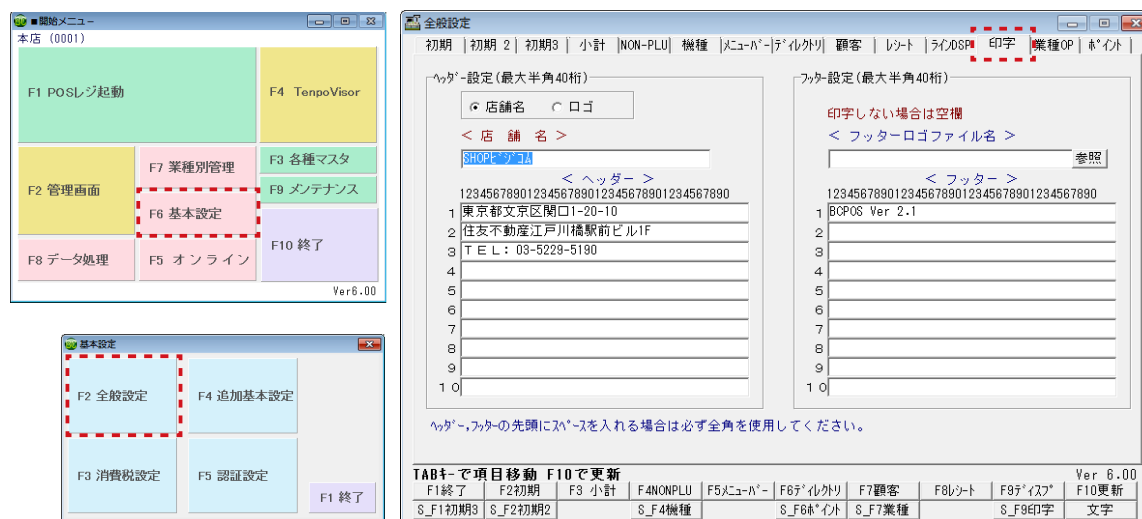 ■開始メニュー
本店 (0001)
F1 POSレジ起動
F4 TenpoVisor
F2 管理画面
F7 業種別管理
F3 各種マスタ
F6 基本設定
F9 メンテナンス
F8 データ処理
F5 オンライン
F10 終了
Ver6.00
基本設定
F2 全般設定
F4 追加基本設定
F3 消費税設定
F5 認証設定
F1 終了
全般設定
初期 初期 2 初期3 小計 NON-PLU 機種 ﾒﾆｭｰﾊﾞｰ ﾃﾞｨﾚｸﾄﾘ 顧客 ﾚｼｰﾄ ﾗｲﾝDSP 印字 業種OP ﾎﾟｲﾝﾄ
ﾍｯﾀﾞｰ設定(最大半角40桁)
店舗名 ロゴ
< 店 舗 名 >
SHOPﾋﾞｼﾞｺﾑ
< ヘッダー >
1234567890123456789012345678901234567890
1 東京都文京区関口1-20-10
2 住友不動産江戸川橋駅前ビル1F
3 ＴＥＬ：03-5229-5190
4
5
6
7
8
9
10
ﾌｯﾀｰ設定(最大半角40桁)
印字しない場合は空欄
< フッターロゴファイル名 >
参照
< フッター >
1234567890123456789012345678901234567890
1 BCPOS Ver 2.1
2
3
4
5
6
7
8
9
10
ﾍｯﾀﾞｰ,ﾌｯﾀｰの先頭にｽﾍﾟｰｽを入れる場合は必ず全角を使用してください。
TABｷｰで項目移動 F10で更新
Ver 6.00
F1終了 F2初期 F3 小計 F4NONPLU F5ﾒﾆｭｰﾊﾞｰ F6ﾃﾞｨﾚｸﾄﾘ F7顧客 F8ﾚｼｰﾄ F9ﾃﾞｨｽﾌﾟ F10更新
S_F1初期3 S_F2初期2 S_F4機種 S_F6ﾎﾟｲﾝﾄ S_F7業種 S_F9印字 文字